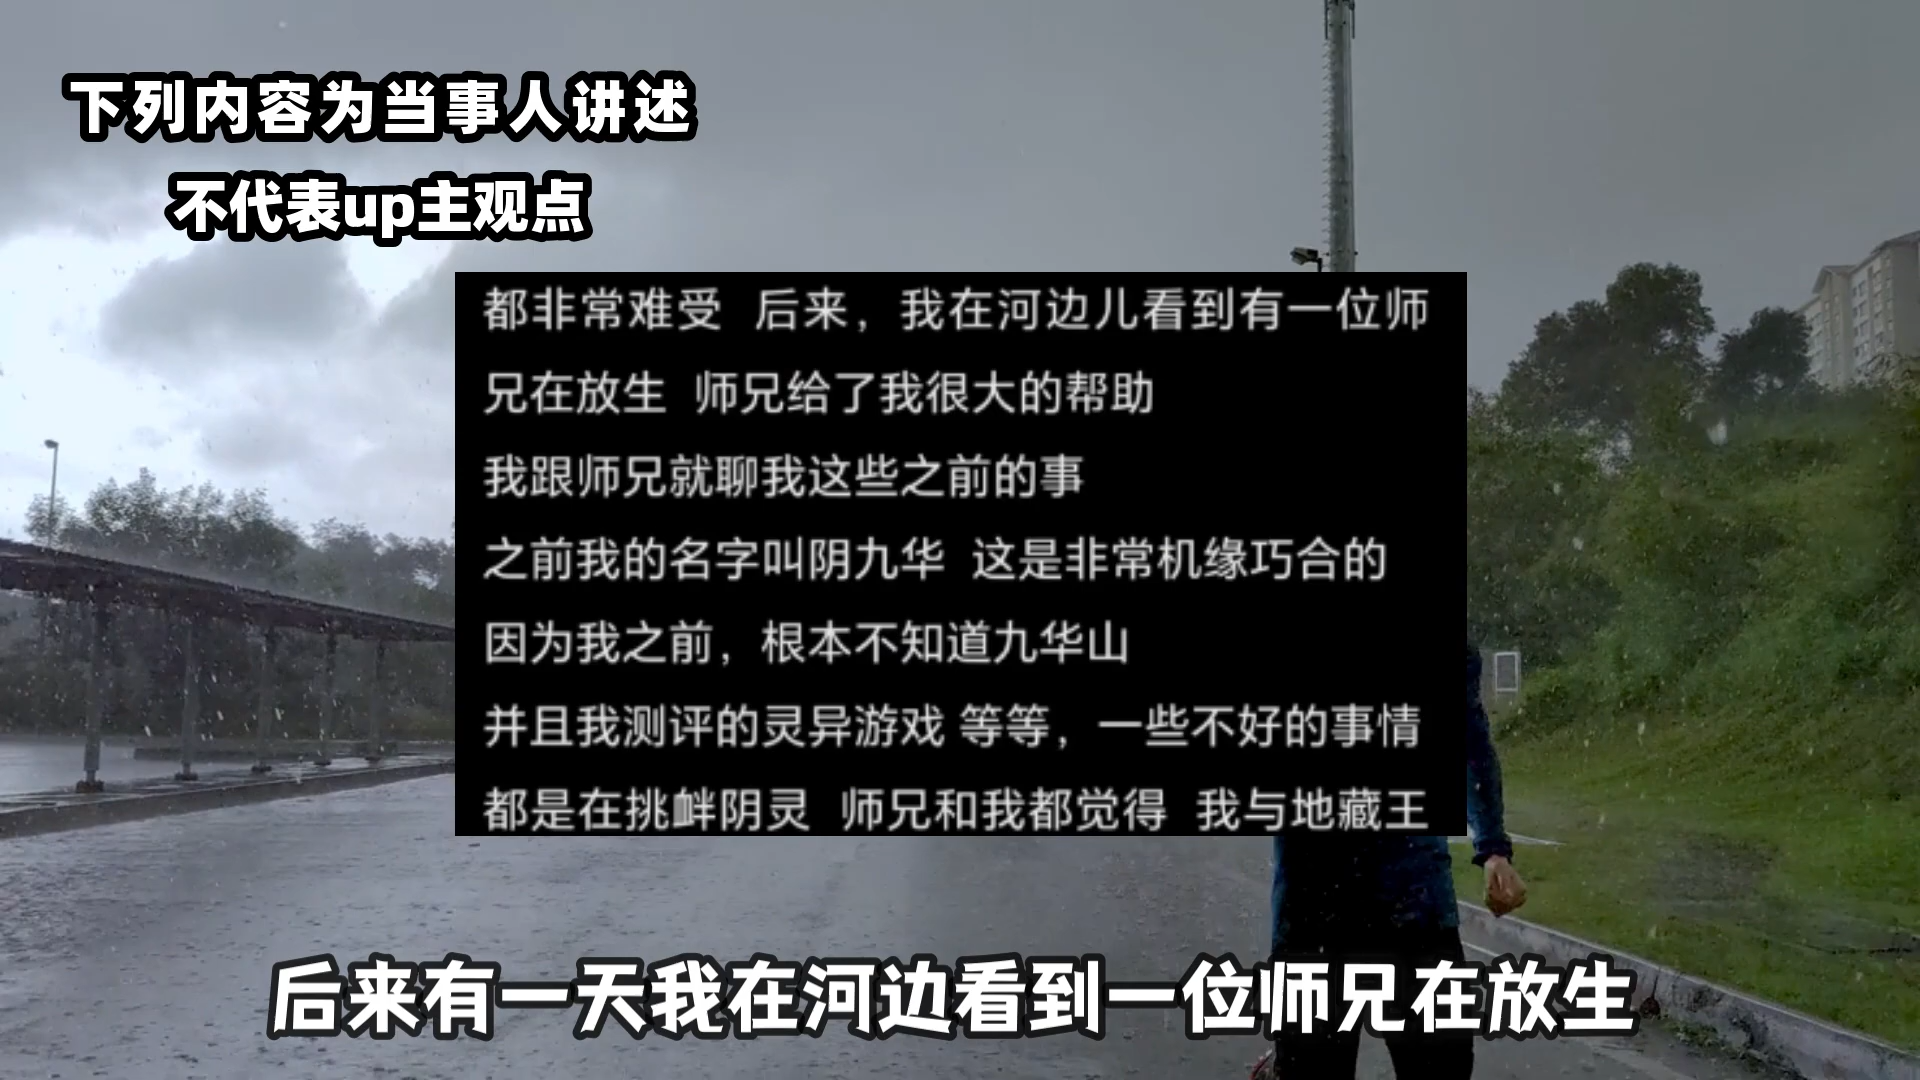 下列内容为当事人讲述
不代表up主观点
都非常难受 后来，我在河边儿看到有一位师
兄在放生 师兄给了我很大的帮助
我跟师兄就聊我这些之前的事
之前我的名字叫阴九华 这是非常机缘巧合的
因为我之前，根本不知道九华山
并且我测评的灵异游戏 等等，一些不好的事情
都是在挑衅阴灵 师兄和我都觉得 我与地藏王
后来有一天我在河边看到一位师兄在放生